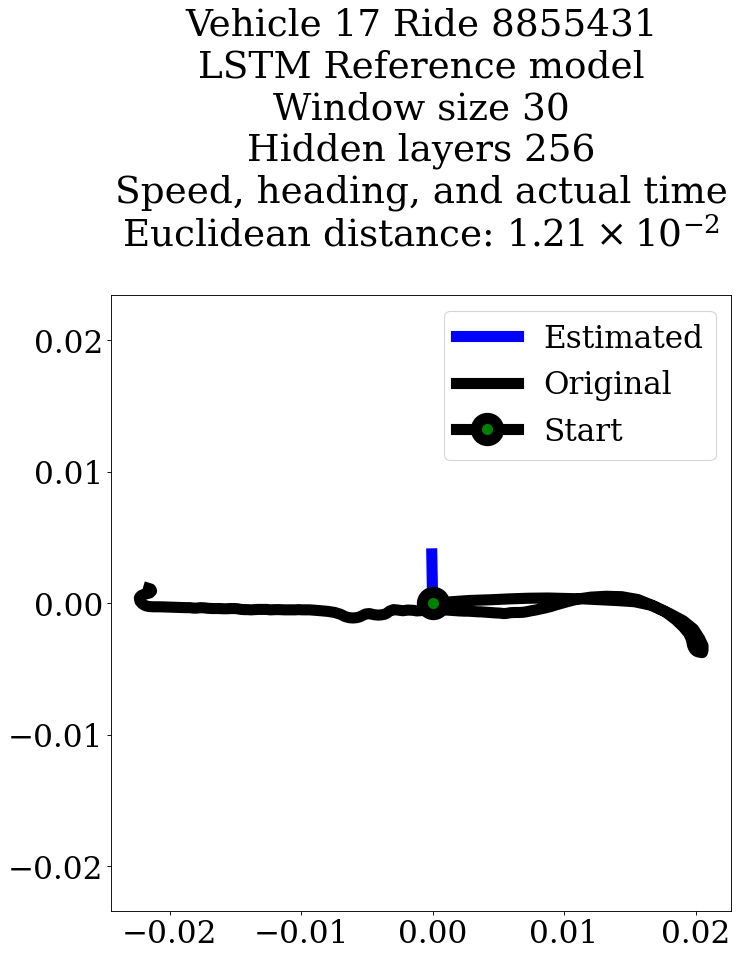 Vehicle 17 Ride 8855431
LSTM Reference model
Window size 30
Hidden layers 256
Speed, heading, and actual time
Euclidean distance: 1.21 × 10⁻²
Estimated
Original
Start
0.02
0.01
0.00
−0.01
−0.02
−0.02 −0.01 0.00 0.01 0.02